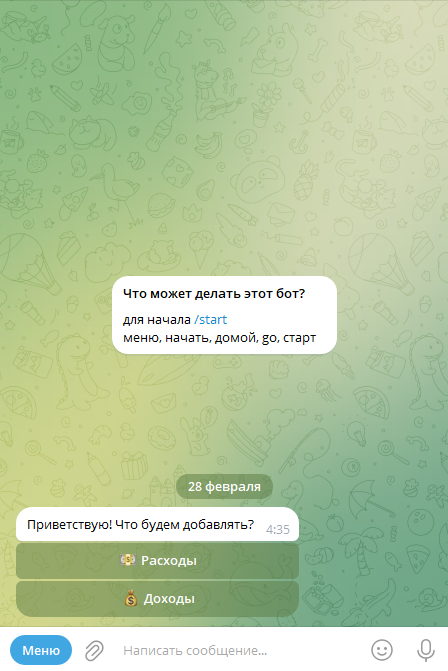 Что может делать этот бот?
для начала /start
меню, начать, домой, go, старт
28 февраля
Приветствую! Что будем добавлять? 4:35
💵 Расходы
💰 Доходы
Меню Написать сообщение...